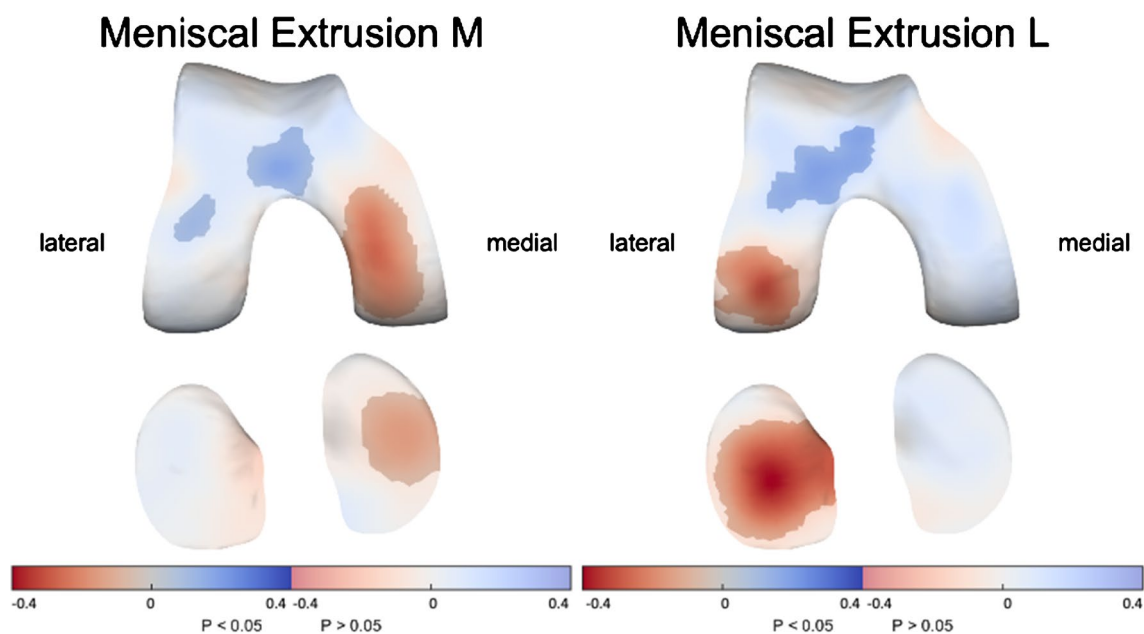 Meniscal Extrusion M
Meniscal Extrusion L
lateral
medial
lateral
medial
-0.4 0 0.4 -0.4 0 0.4
P < 0.05 P > 0.05
-0.4 0 0.4 -0.4 0 0.4
P < 0.05 P > 0.05